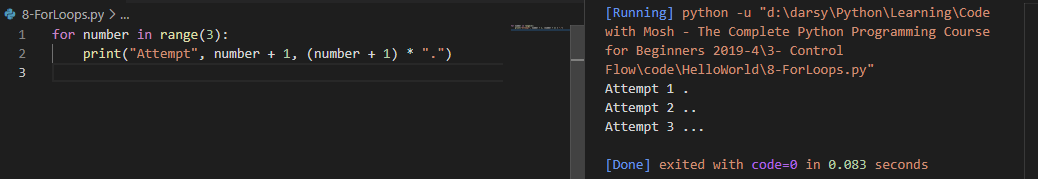 8-ForLoops.py > ...
1 for number in range(3):
2 print("Attempt", number + 1, (number + 1) * ".")
3
[Running] python -u "d:\darsy\Python\Learning\Code
with Mosh - The Complete Python Programming Course
for Beginners 2019-4\3- Control
Flow\code\HelloWorld\8-ForLoops.py"
Attempt 1 .
Attempt 2 ..
Attempt 3 ...
[Done] exited with code=0 in 0.083 seconds